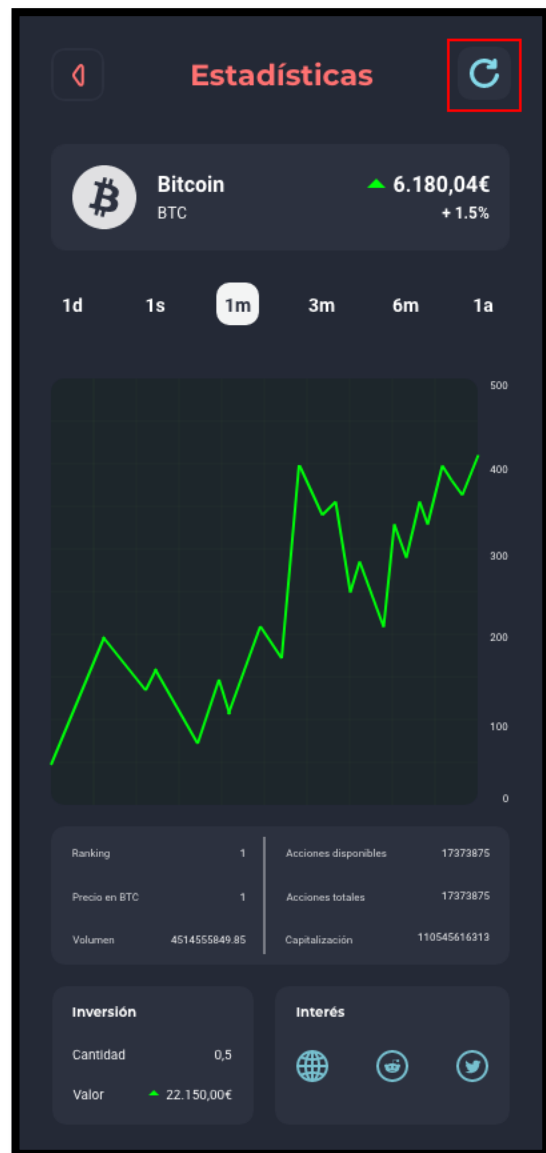 Estadísticas
Bitcoin
6.180,04€
BTC
+ 1.5%
1d 1s 1m 3m 6m 1a
500
400
300
200
100
0
Ranking 1
Acciones disponibles 17373875
Precio en BTC 1
Acciones totales 17373875
Volumen 4514555849.85
Capitalización 110545616313
Inversión
Cantidad 0,5
Valor 22.150,00€
Interés